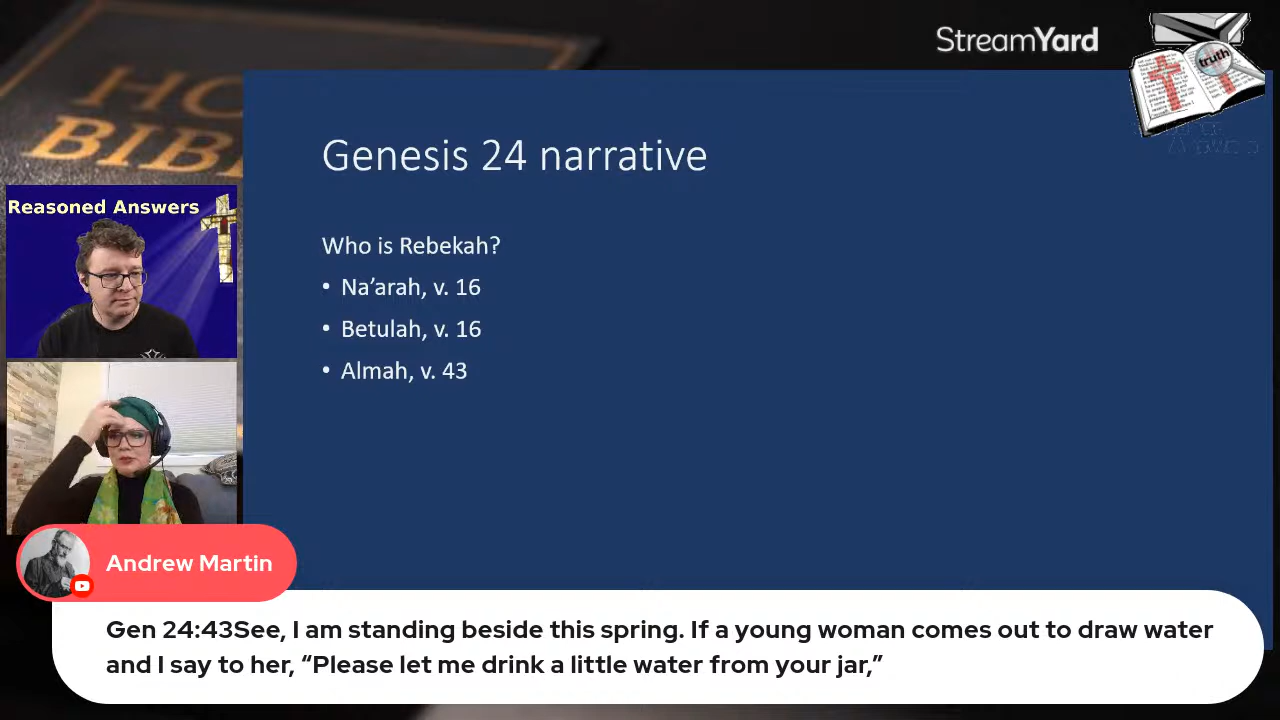 StreamYard
HO
BIB
truth
Genesis 24 narrative
Reasoned Answers
Who is Rebekah?
• Na’arah, v. 16
• Betulah, v. 16
• Almah, v. 43
Andrew Martin
Gen 24:43See, I am standing beside this spring. If a young woman comes out to draw water
and I say to her, “Please let me drink a little water from your jar,”